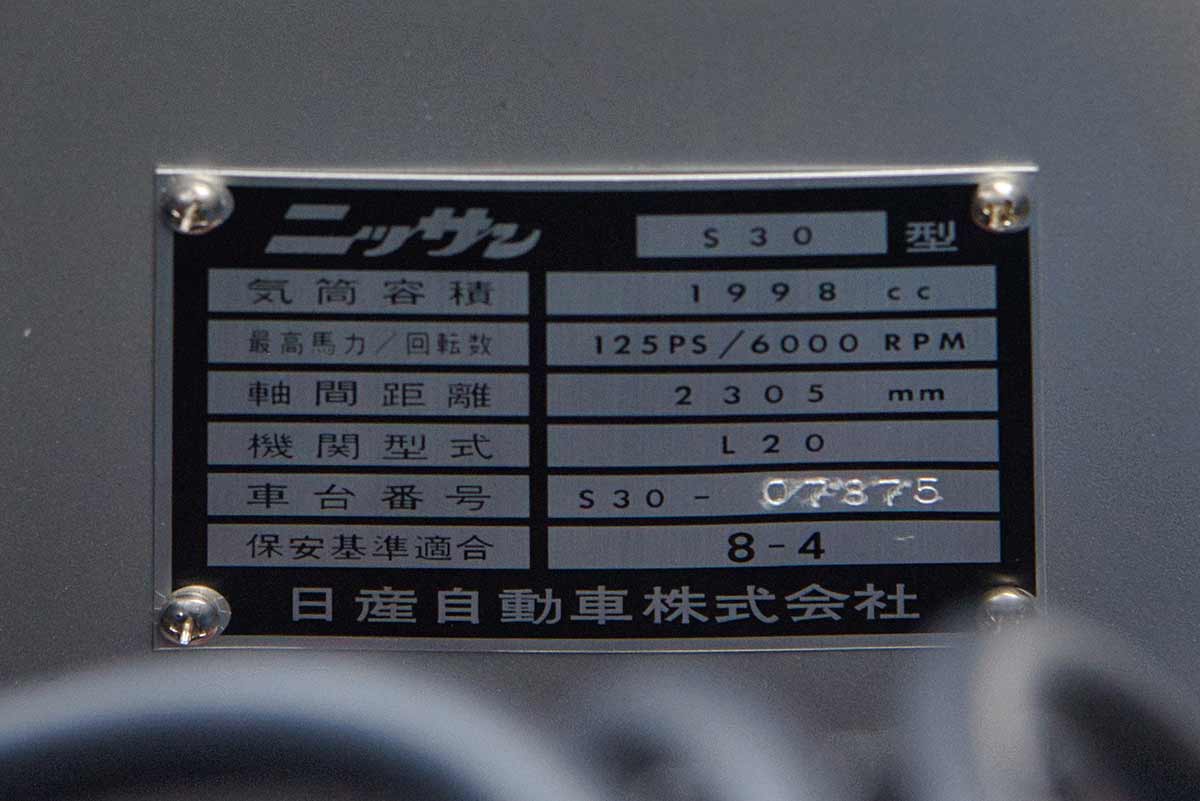 ニッサン S30 型
気筒容積 1998 cc
最高馬力/回転数 125PS/6000 RPM
軸間距離 2305 mm
機関型式 L20
車台番号 S30- 07875
保安基準適合 8-4
日産自動車株式会社